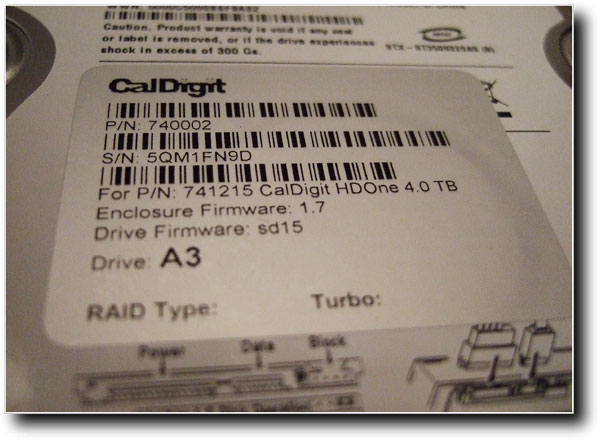 Caution. Product warranty is void if any seal
or label is removed, or if the drive experiences
shock in excess of 300 Gs.
CalDigit
P/N: 740002
S/N: 5QM1FN9D
For P/N: 741215 CalDigit HDOne 4.0 TB
Enclosure Firmware: 1.7
Drive Firmware: sd15
Drive: A3
RAID Type: Turbo:
Power Data Block